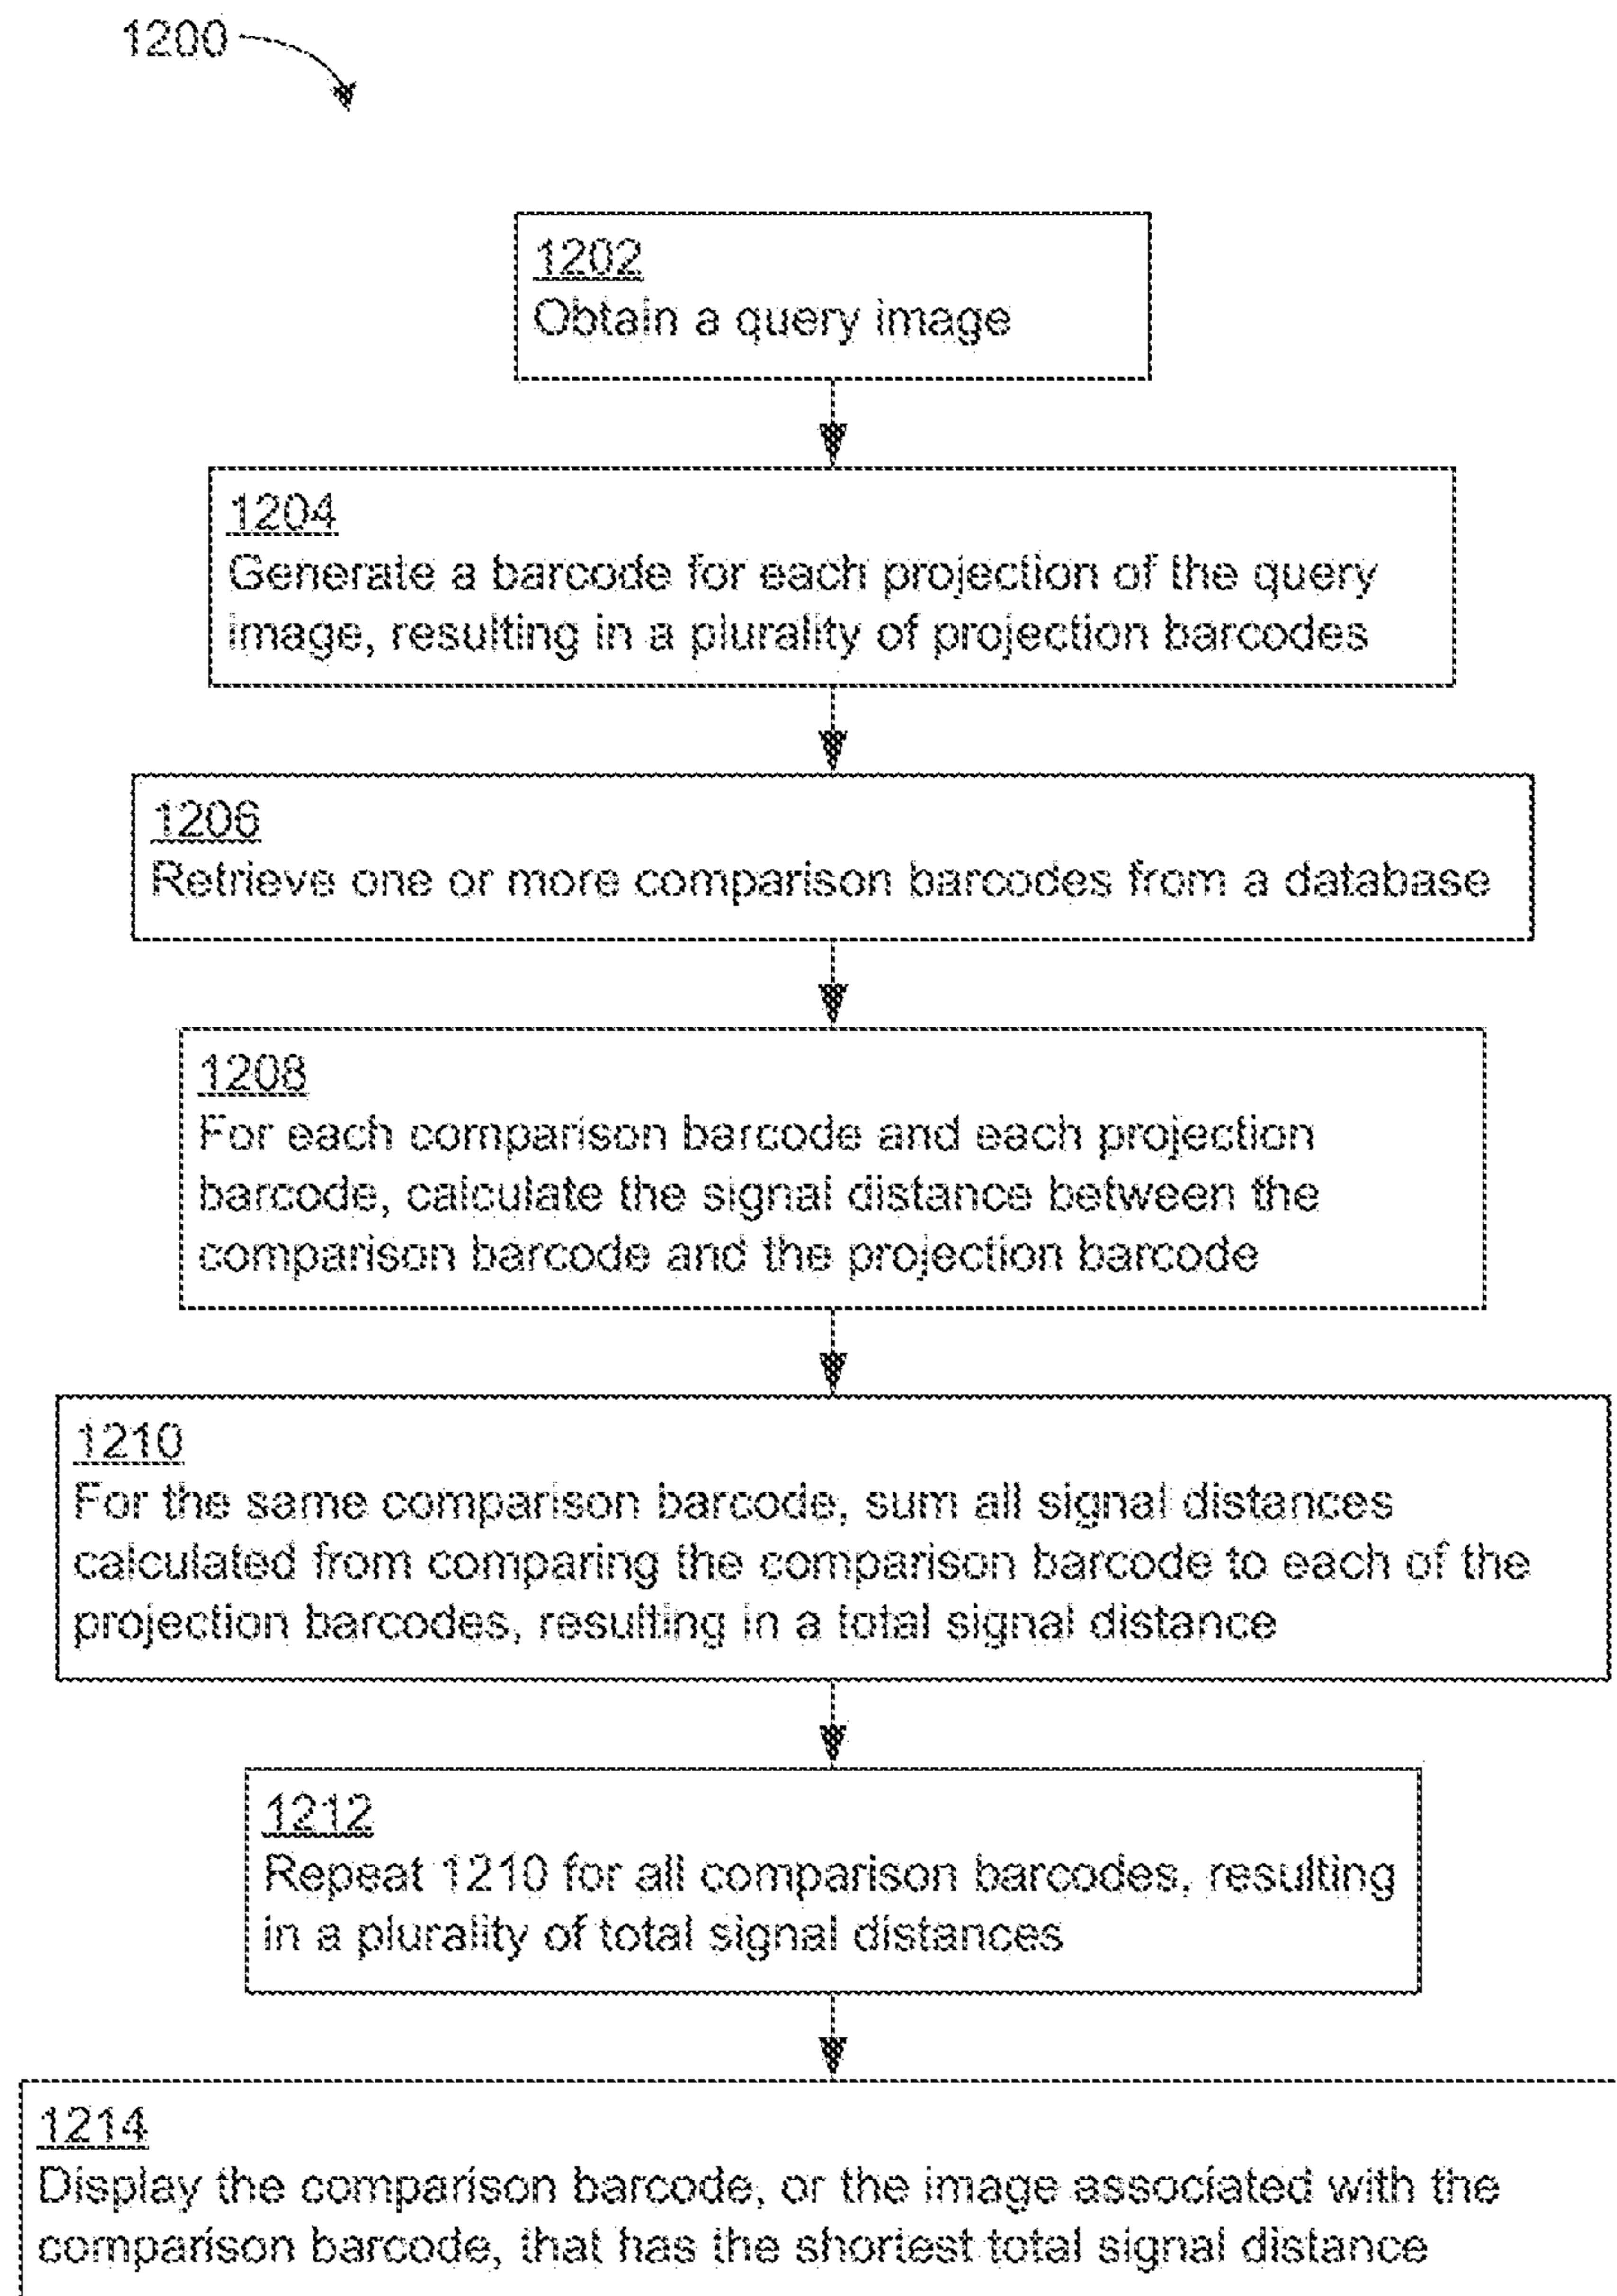 1200
1202
Obtain a query image
1204
Generate a barcode for each projection of the query
image, resulting in a plurality of projection barcodes
1206
Retrieve one or more comparison barcodes from a database
1208
For each comparison barcode and each projection
barcode, calculate the signal distance between the
comparison barcode and the projection barcode
1210
For the same comparison barcode, sum all signal distances
calculated from comparing the comparison barcode to each of the
projection barcodes, resulting in a total signal distance
1212
Repeat 1210 for all comparison barcodes, resulting
in a plurality of total signal distances
1214
Display the comparison barcode, or the image associated with the
comparison barcode, that has the shortest total signal distance